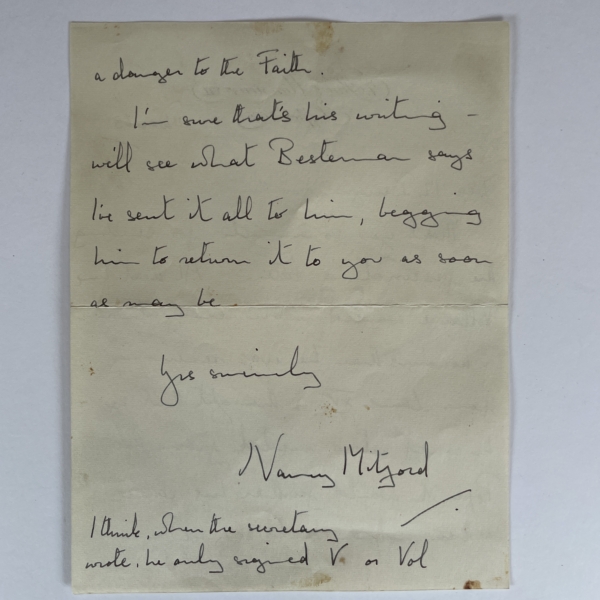 a danger to the Faith.
I'm sure that's his writing –
we'll see what Besterman says
I've sent it all to him, begging
him to return it to you as soon
as may be.
Yrs sincerely
Nancy Mitford
I think, when the secretary
wrote, he only signed V. or Vol